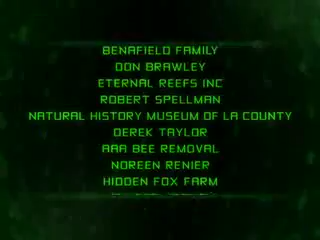 BENAFIELD FAMILY
DON BRAWLEY
ETERNAL REEFS INC
ROBERT SPELLMAN
NATURAL HISTORY MUSEUM OF LA COUNTY
DEREK TAYLOR
AAA BEE REMOVAL
NOREEN RENIER
HIDDEN FOX FARM